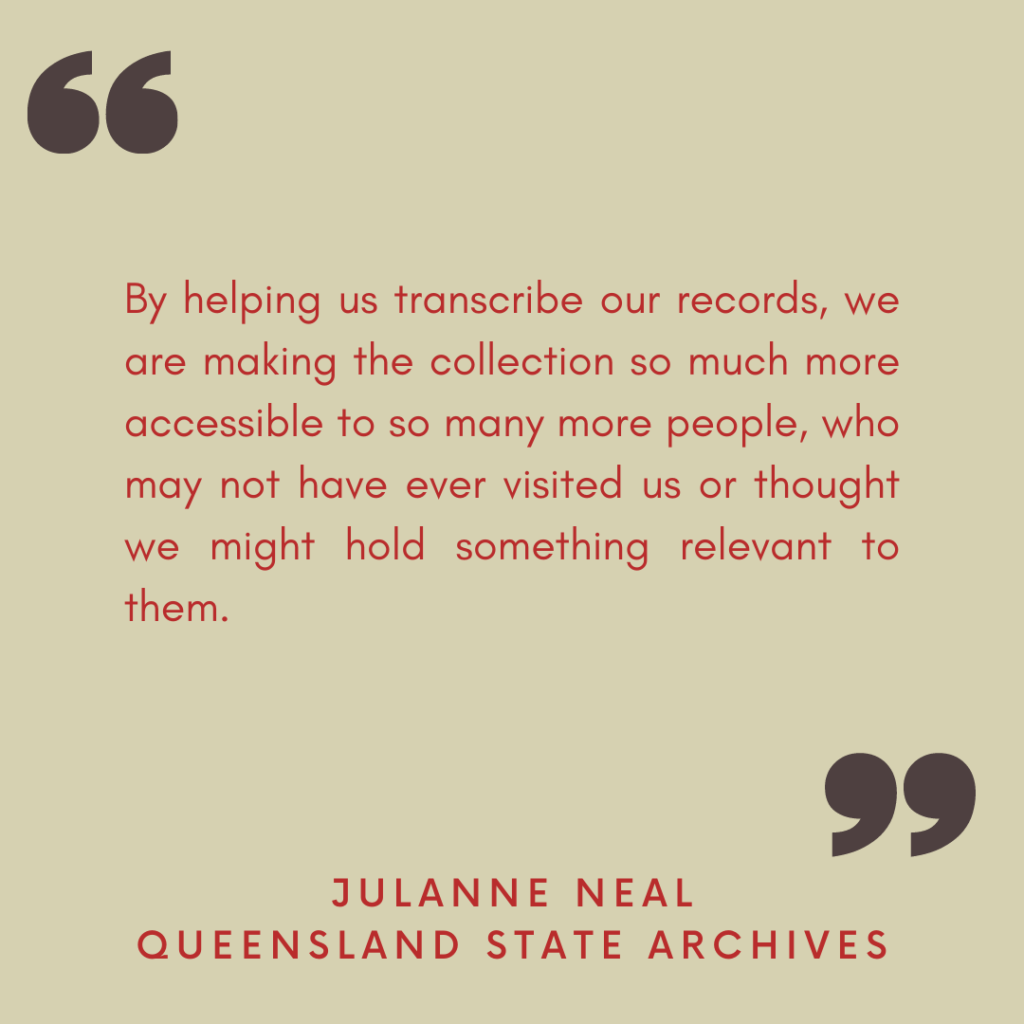 “
By helping us transcribe our records, we
are making the collection so much more
accessible to so many more people, who
may not have ever visited us or thought
we might hold something relevant to
them.
”
JULANNE NEAL
QUEENSLAND STATE ARCHIVES